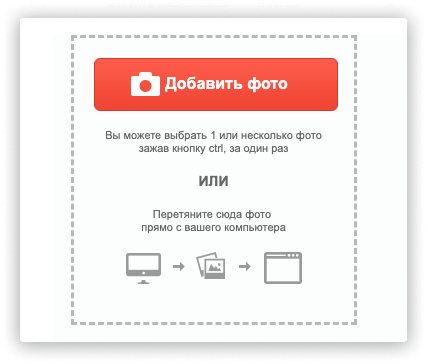 Добавить фото
Вы можете выбрать 1 или несколько фото
зажав кнопку ctrl, за один раз
ИЛИ
Перетяните сюда фото
прямо с вашего компьютера